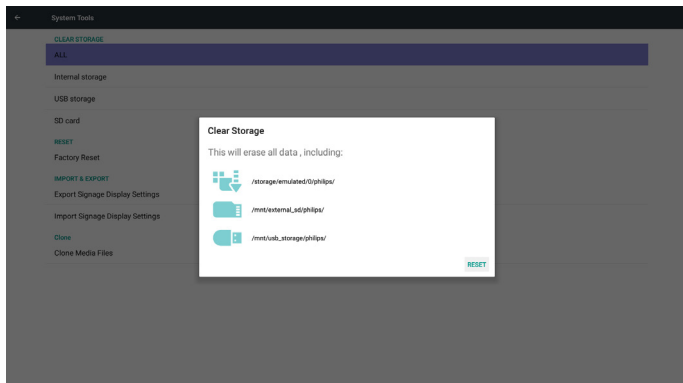 System Tools
CLEAR STORAGE
ALL
Internal storage
USB storage
SD card
RESET
Factory Reset
IMPORT & EXPORT
Export Signage Display Settings
Import Signage Display Settings
Clone
Clone Media Files
Clear Storage
This will erase all data , including:
/storage/emulated/0/philips/
/mnt/external_sd/philips/
/mnt/usb_storage/philips/
RESET